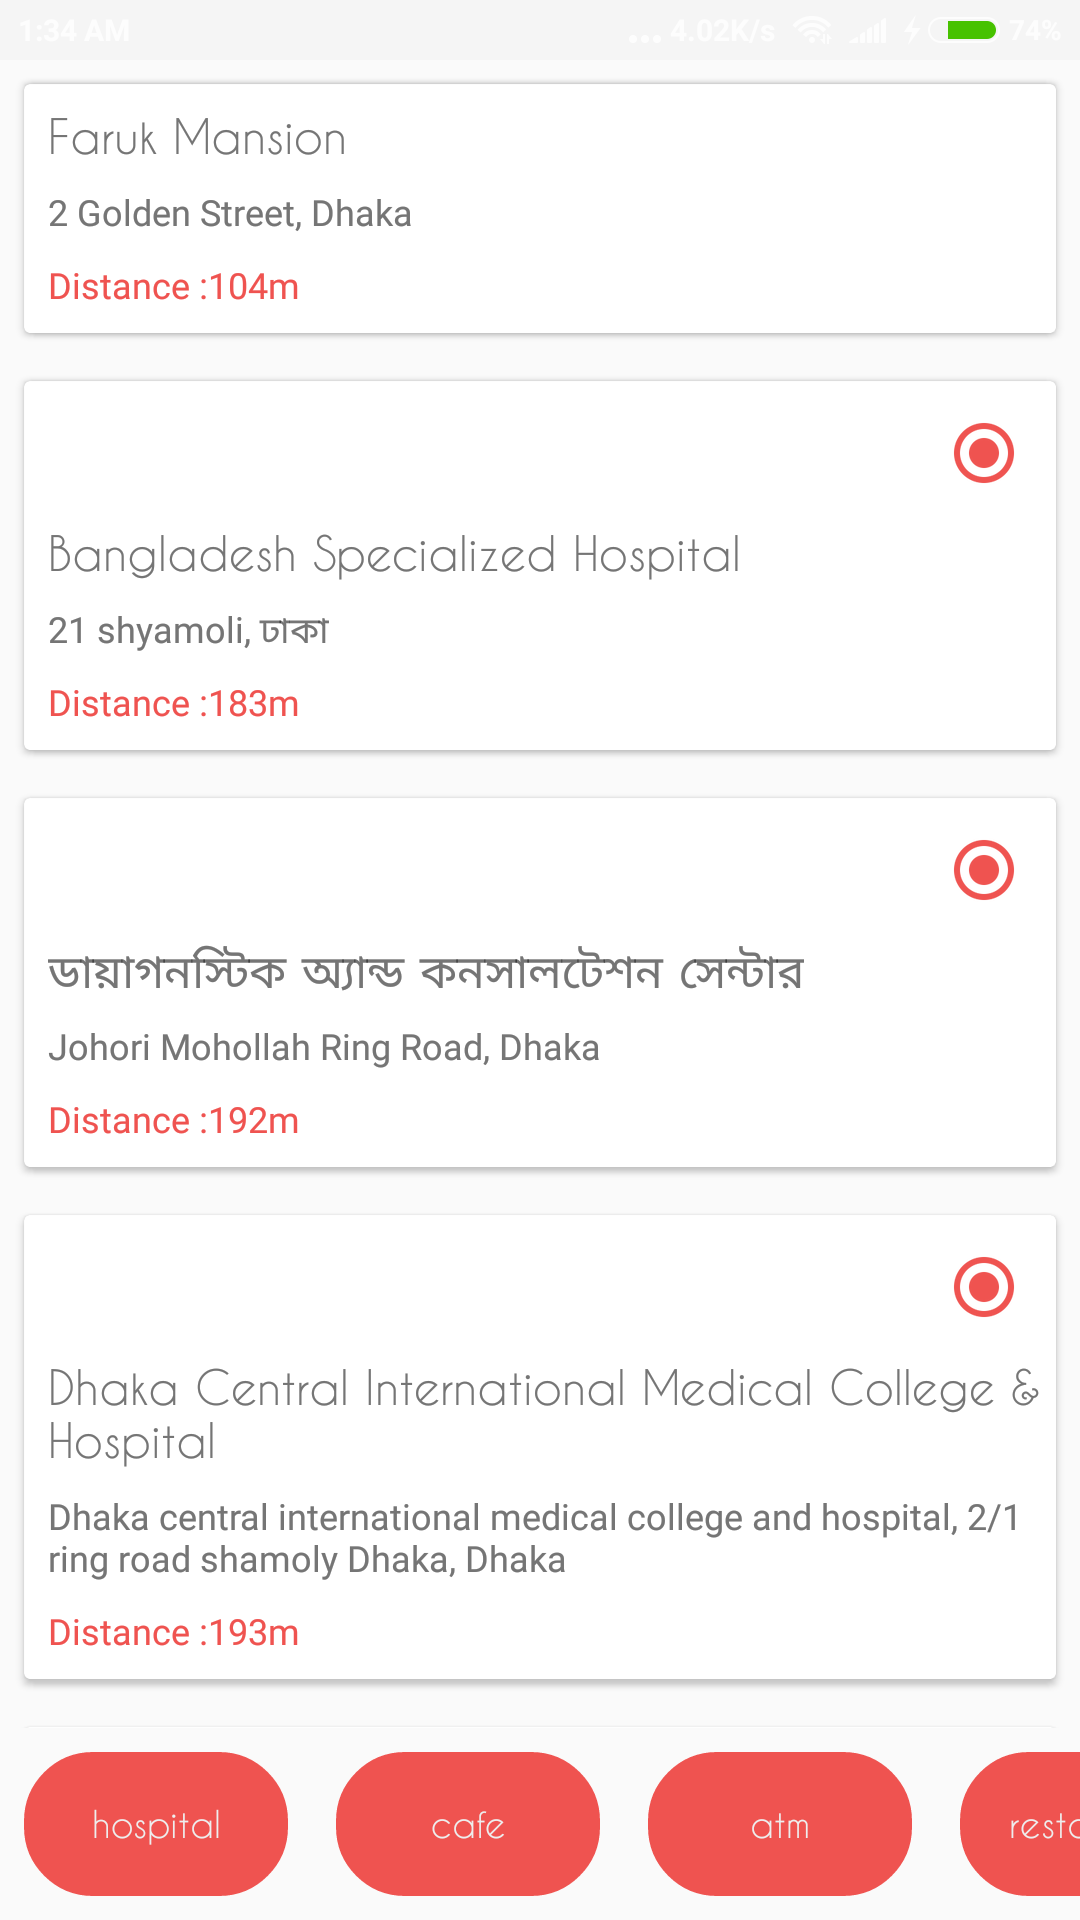 1:34 AM ... 4.02K/s 74%
Faruk Mansion
2 Golden Street, Dhaka
Distance :104m
Bangladesh Specialized Hospital
21 shyamoli, ঢাকা
Distance :183m
ডায়াগনস্টিক অ্যান্ড কনসালটেশন সেন্টার
Johori Mohollah Ring Road, Dhaka
Distance :192m
Dhaka Central International Medical College &
Hospital
Dhaka central international medical college and hospital, 2/1
ring road shamoly Dhaka, Dhaka
Distance :193m
hospital cafe atm